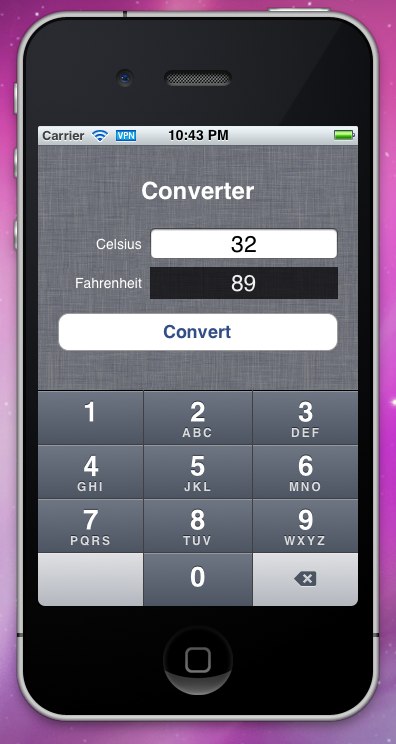 Carrier VPN 10:43 PM
Converter
Celsius 32
Fahrenheit 89
Convert
1 2 3
ABC DEF
4 5 6
GHI JKL MNO
7 8 9
PQRS TUV WXYZ
0